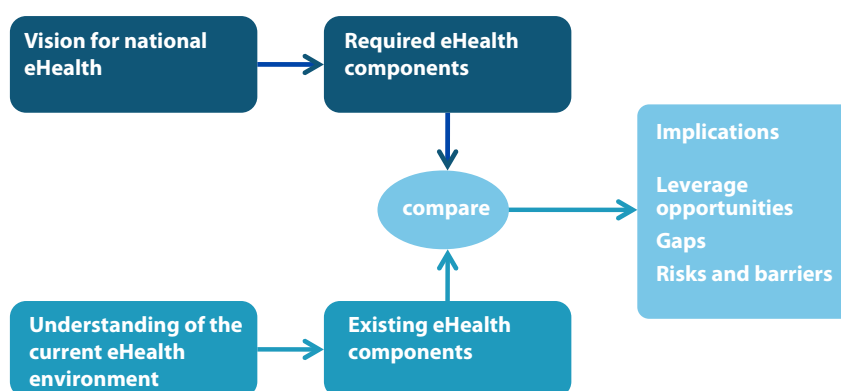 Vision for national
eHealth
Required eHealth
components
Implications
Leverage
opportunities
Gaps
Risks and barriers
compare
Understanding of the
current eHealth
environment
Existing eHealth
components